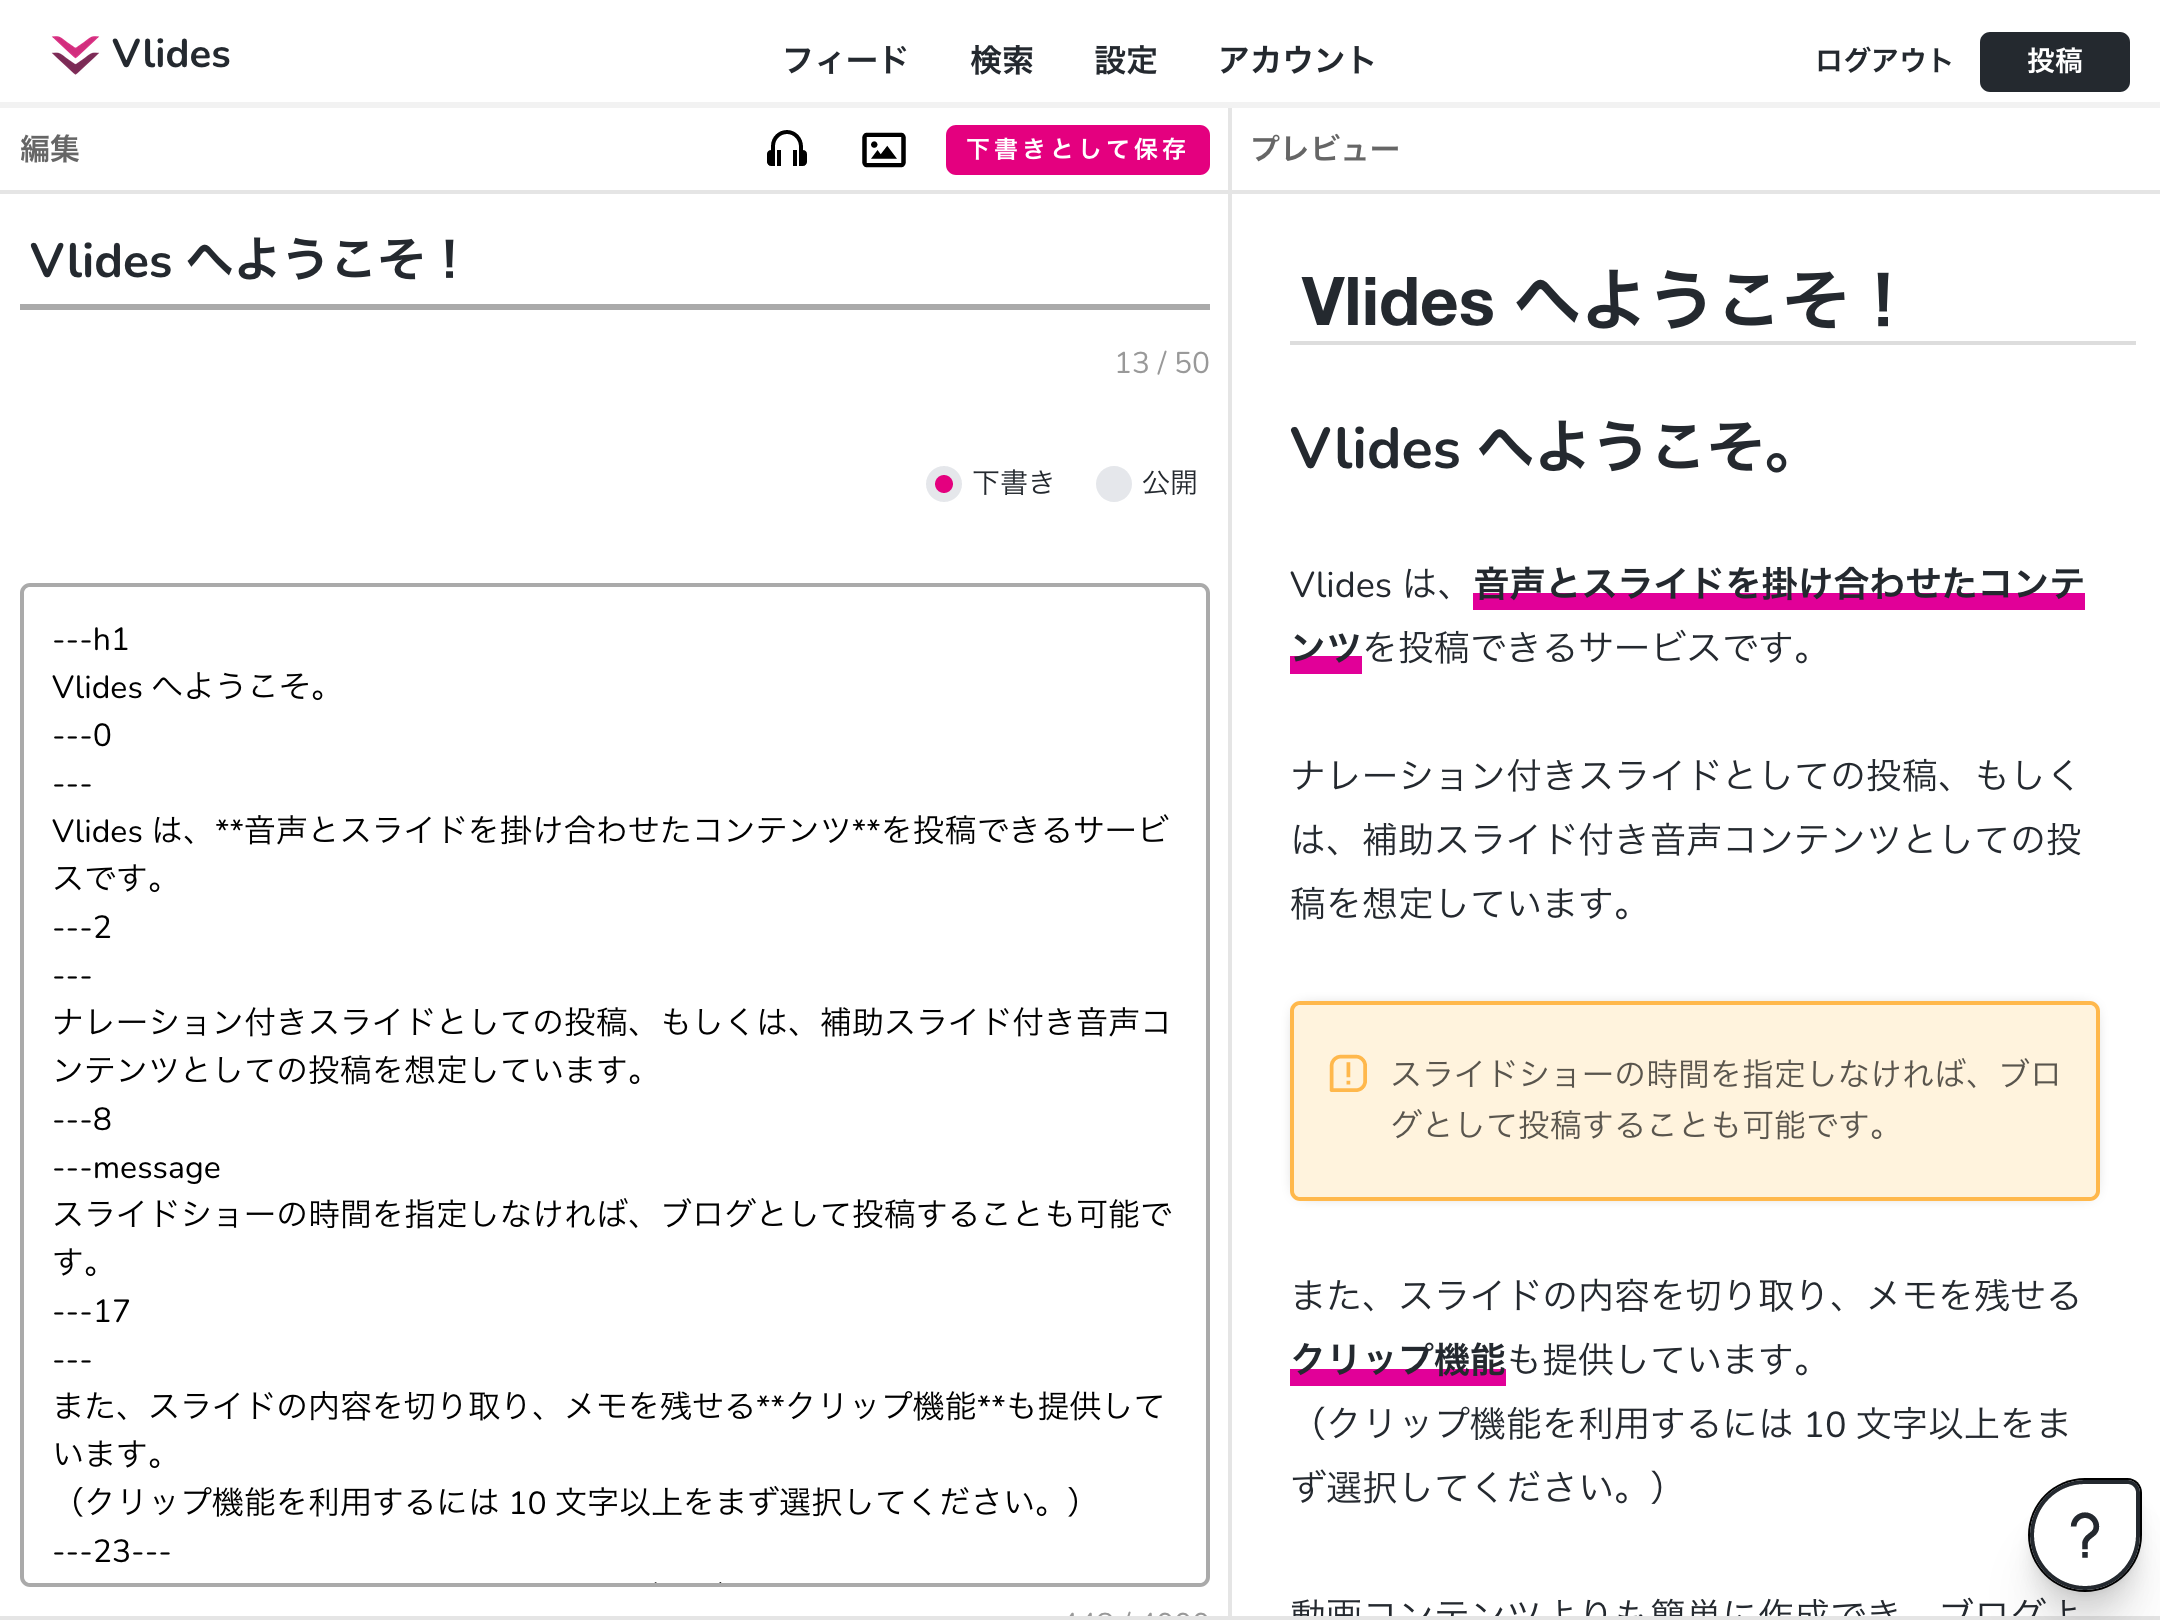 Vlides
フィード 検索 設定 アカウント
ログアウト 投稿
編集
下書きとして保存
プレビュー
Vlides へようこそ！
13 / 50
下書き 公開
---h1
Vlides へようこそ。
---0
---
Vlides は、**音声とスライドを掛け合わせたコンテンツ**を投稿できるサービ
スです。
---2
---
ナレーション付きスライドとしての投稿、もしくは、補助スライド付き音声コ
ンテンツとしての投稿を想定しています。
---8
---message
スライドショーの時間を指定しなければ、ブログとして投稿することも可能で
す。
---17
---
また、スライドの内容を切り取り、メモを残せる**クリップ機能**も提供して
います。
（クリップ機能を利用するには 10 文字以上をまず選択してください。）
---23---
Vlides へようこそ！
Vlides へようこそ。
Vlides は、音声とスライドを掛け合わせたコンテ
ンツを投稿できるサービスです。
ナレーション付きスライドとしての投稿、もしく
は、補助スライド付き音声コンテンツとしての投
稿を想定しています。
スライドショーの時間を指定しなければ、ブロ
グとして投稿することも可能です。
また、スライドの内容を切り取り、メモを残せる
クリップ機能も提供しています。
（クリップ機能を利用するには 10 文字以上をま
ず選択してください。）
動画コンテンツよりも簡単に作成でき、ブログよ
?